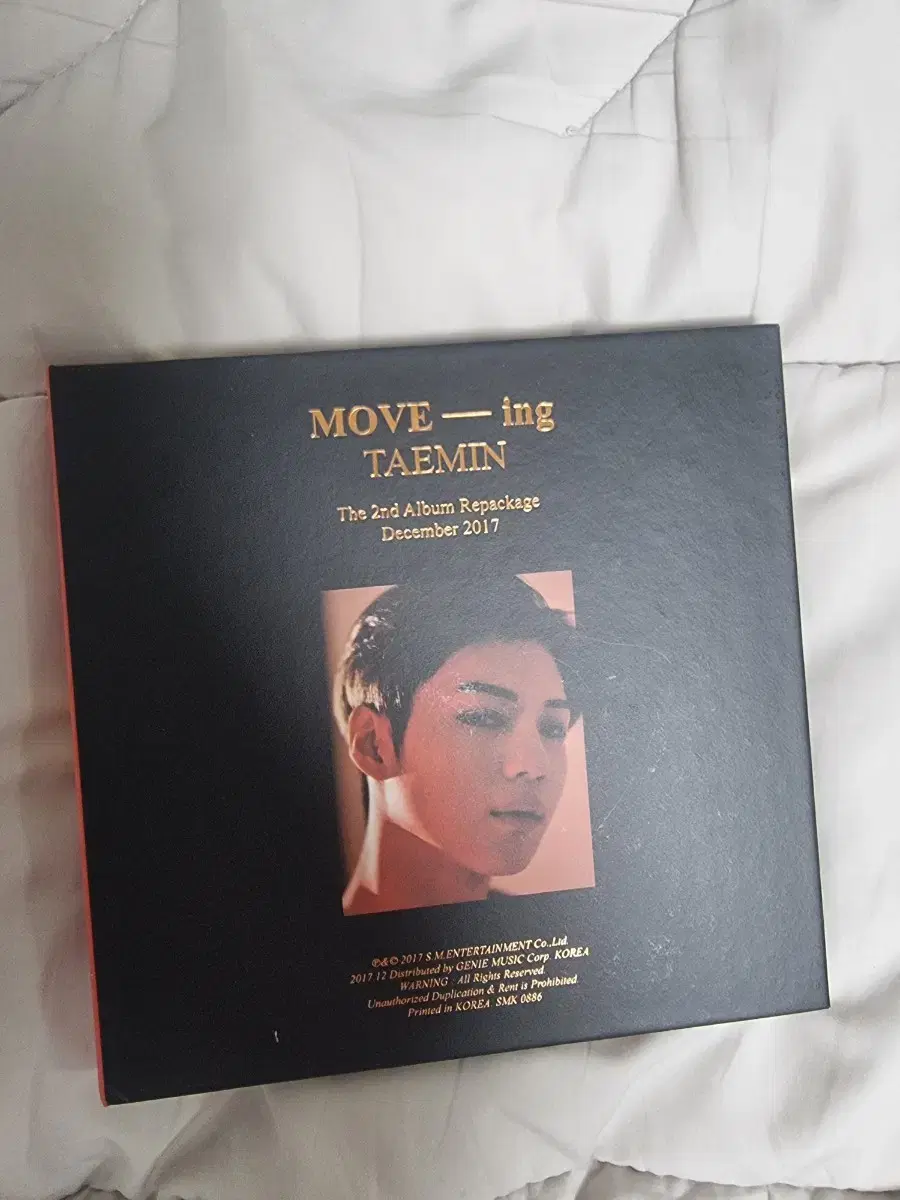 MOVE — ing
TAEMIN
The 2nd Album Repackage
December 2017
℗&© 2017 S.M.ENTERTAINMENT Co.,Ltd.
2017.12 Distributed by GENIE MUSIC Corp. KOREA
WARNING : All Rights Reserved.
Unauthorized Duplication & Rent is Prohibited.
Printed in KOREA. SMK 0886